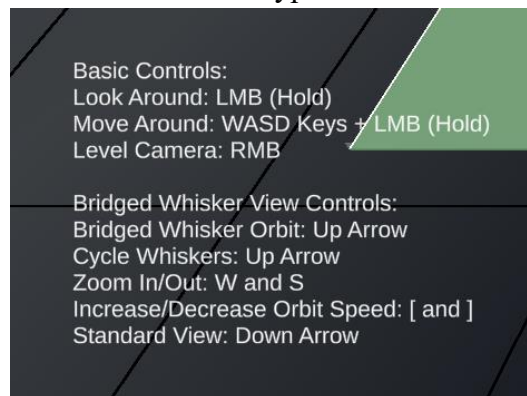 Basic Controls:
Look Around: LMB (Hold)
Move Around: WASD Keys + LMB (Hold)
Level Camera: RMB
Bridged Whisker View Controls:
Bridged Whisker Orbit: Up Arrow
Cycle Whiskers: Up Arrow
Zoom In/Out: W and S
Increase/Decrease Orbit Speed: [ and ]
Standard View: Down Arrow